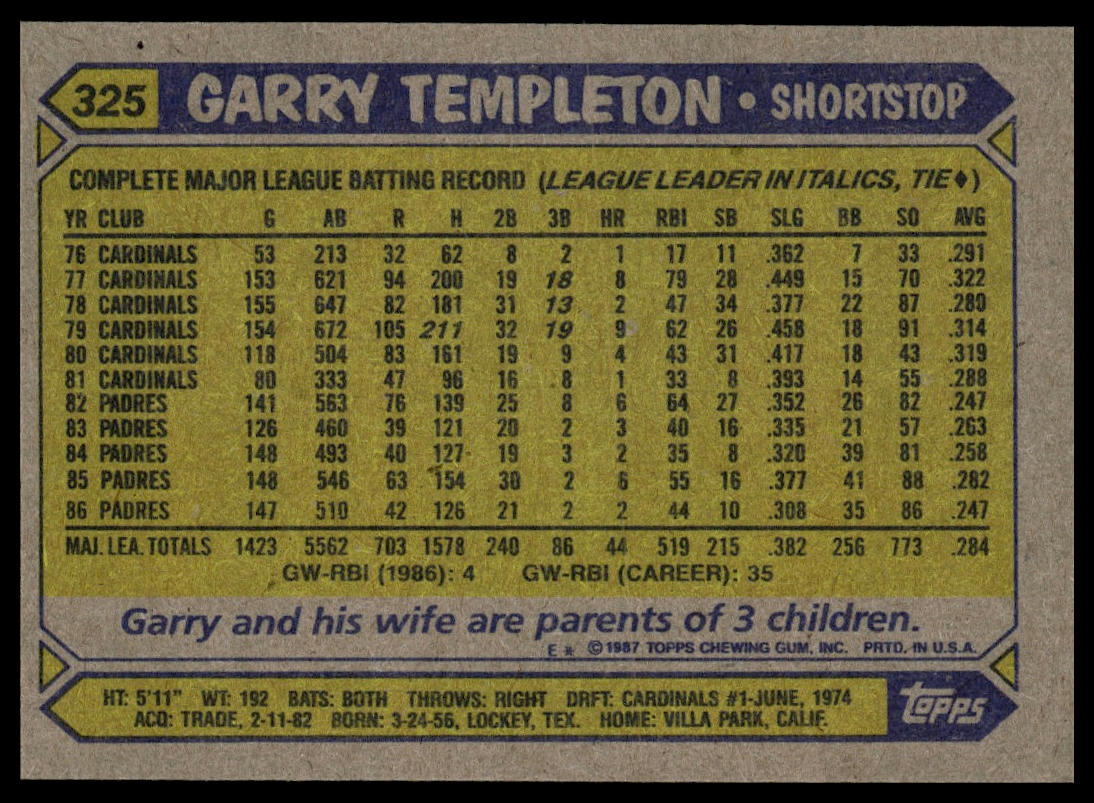 325 GARRY TEMPLETON • SHORTSTOP™
COMPLETE MAJOR LEAGUE BATTING RECORD (LEAGUE LEADER IN ITALICS, TIE♦)
YR CLUB G AB R H 2B 3B HR RBI SB SLG BB SO AVG
76 CARDINALS 53 213 32 62 8 2 1 17 11 .362 7 33 .291
77 CARDINALS 153 621 94 200 19 18 8 79 28 .449 15 70 .322
78 CARDINALS 155 647 82 181 31 13 2 47 34 .377 22 87 .280
79 CARDINALS 154 672 105 211 32 19 9 62 26 .458 18 91 .314
80 CARDINALS 118 504 83 161 19 9 4 43 31 .417 18 43 .319
81 CARDINALS 80 333 47 96 16 8 1 33 8 .393 14 55 .288
82 PADRES 141 563 76 139 25 8 6 64 27 .352 26 82 .247
83 PADRES 126 460 39 121 20 2 3 40 16 .335 21 57 .263
84 PADRES 148 493 40 127 19 3 2 35 8 .320 39 81 .258
85 PADRES 148 546 63 154 30 2 6 55 16 .377 41 88 .282
86 PADRES 147 510 42 126 21 2 2 44 10 .308 35 86 .247
MAJ. LEA. TOTALS 1423 5562 703 1578 240 86 44 519 215 .382 256 773 .284
GW-RBI (1986): 4 GW-RBI (CAREER): 35
Garry and his wife are parents of 3 children.
E * ©1987 TOPPS CHEWING GUM, INC. PRTD. IN U.S.A.
HT: 5'11" WT: 192 BATS: BOTH THROWS: RIGHT DRFT: CARDINALS #1-JUNE, 1974
ACQ: TRADE, 2-11-82 BORN: 3-24-56, LOCKEY, TEX. HOME: VILLA PARK, CALIF.
topps